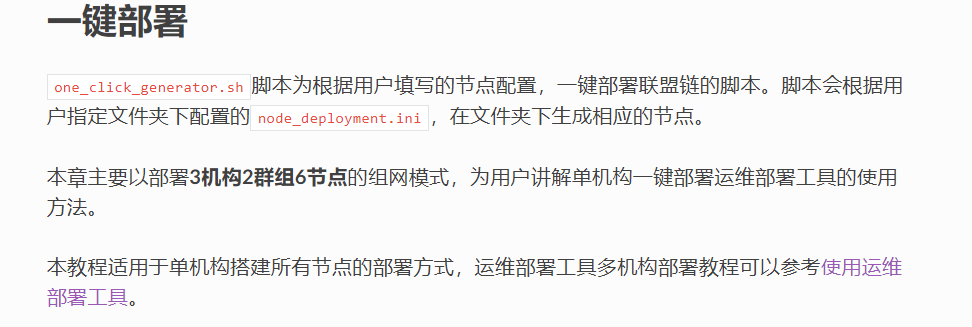 一键部署
one_click_generator.sh脚本为根据用户填写的节点配置，一键部署联盟链的脚本。脚本会根据用
户指定文件夹下配置的node_deployment.ini，在文件夹下生成相应的节点。
本章主要以部署3机构2群组6节点的组网模式，为用户讲解单机构一键部署运维部署工具的使用
方法。
本教程适用于单机构搭建所有节点的部署方式，运维部署工具多机构部署教程可以参考使用运维
部署工具。